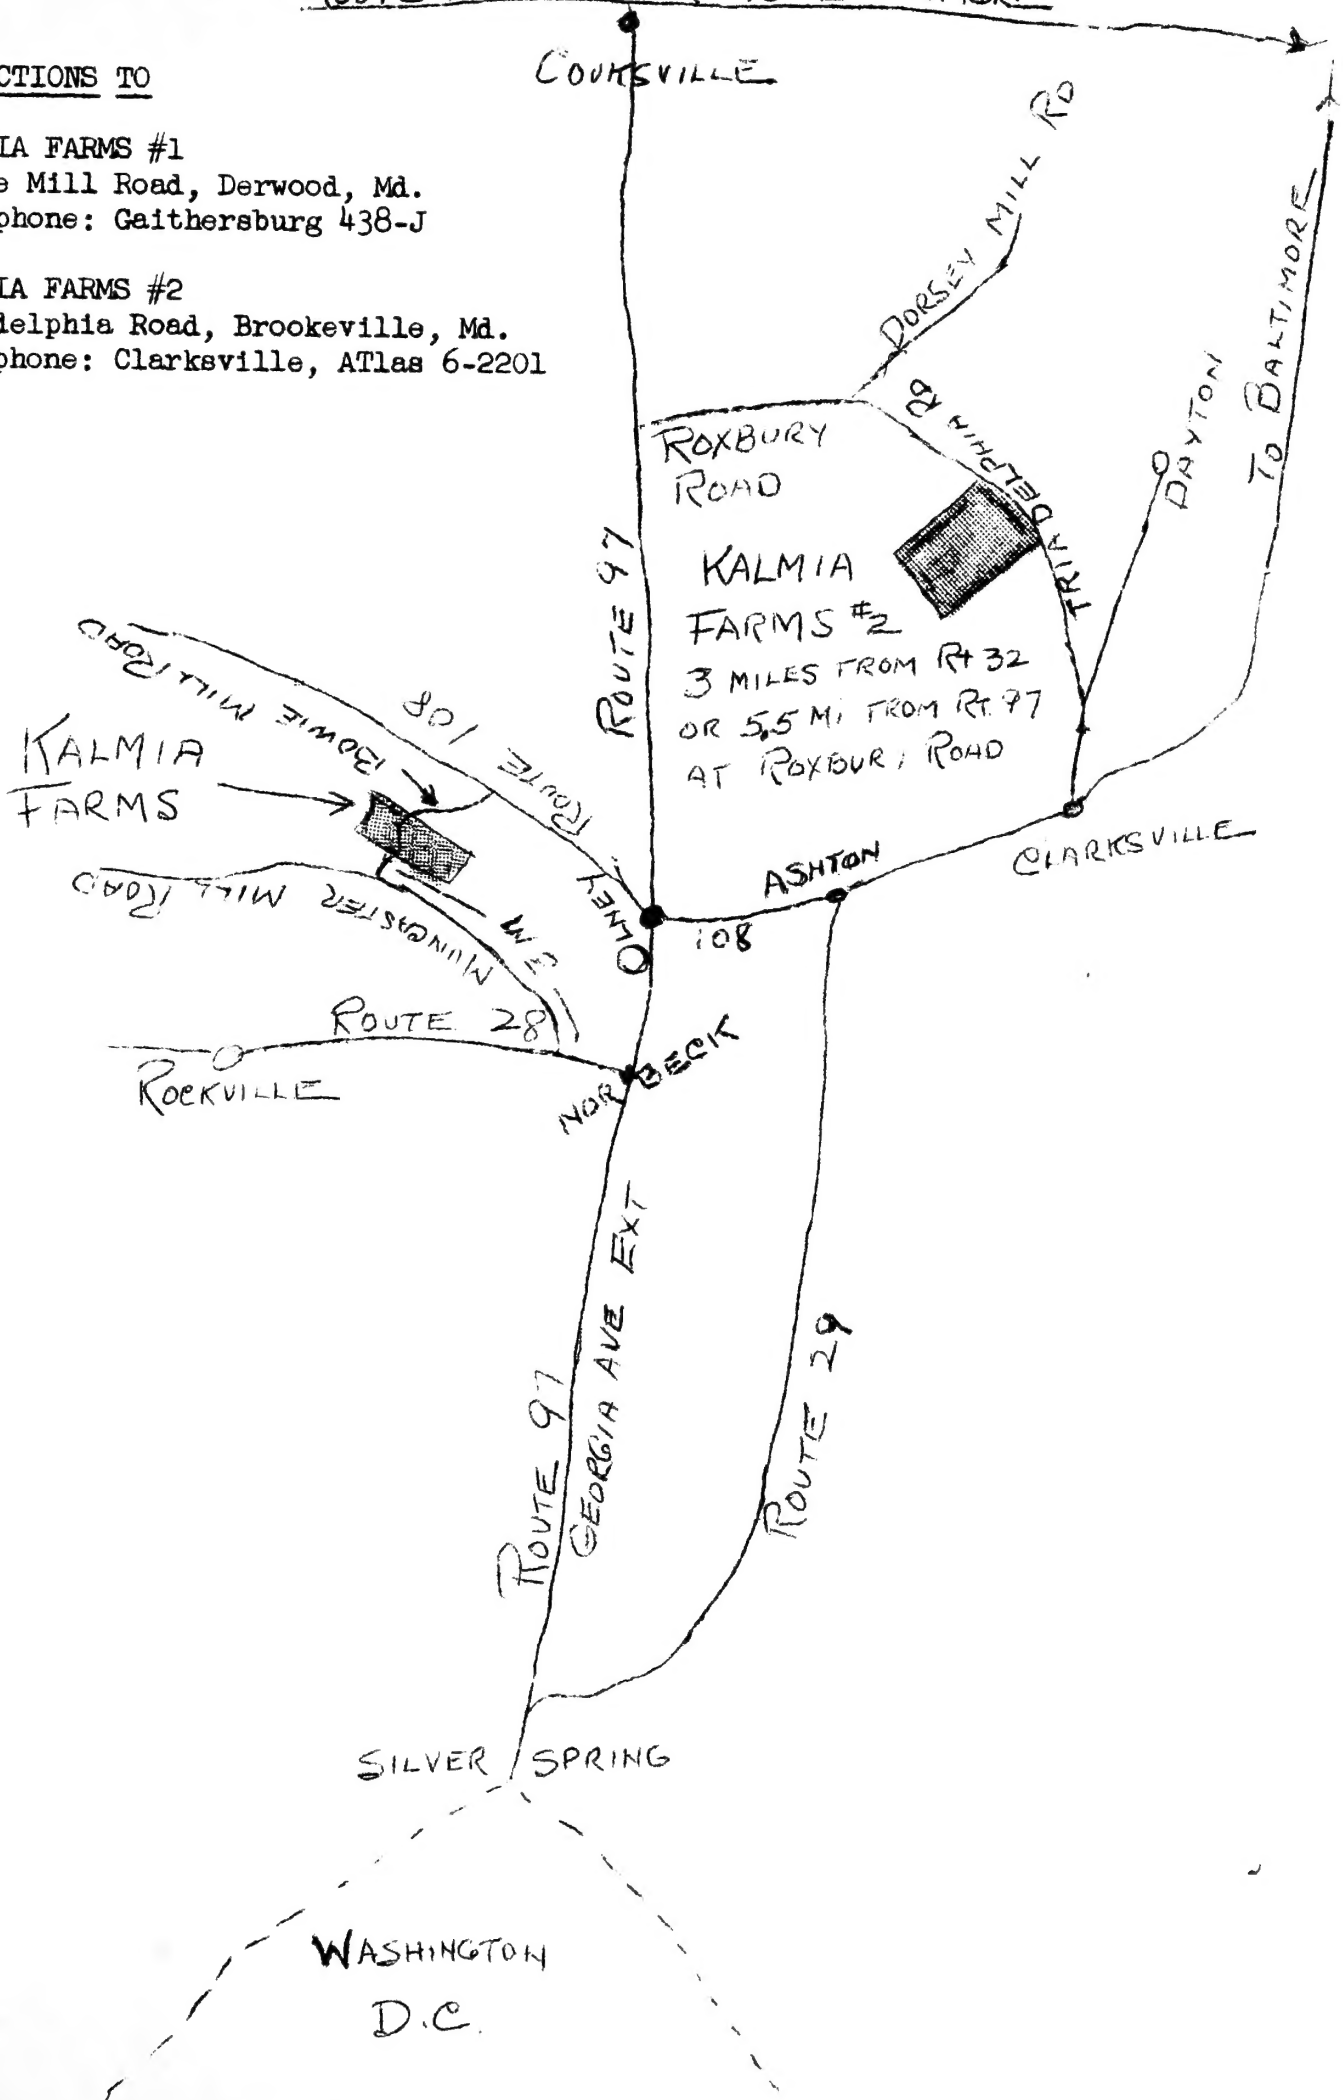 CTIONS TO
IA FARMS #1
e Mill Road, Derwood, Md.
phone: Gaithersburg 438-J
IA FARMS #2
delphia Road, Brookeville, Md.
phone: Clarksville, ATlas 6-2201
COOKSVILLE
DORSEY MILL RD
TO BALTIMORE
ROXBURY
ROAD
TRIADELPHIA RD
DAYTON
ROUTE 97
KALMIA
FARMS #2
3 MILES FROM Rt 32
OR 5.5 Mi FROM Rt. 97
AT ROXBURY ROAD
BOWIE MILL ROAD
ROUTE 108
KALMIA
FARMS
MUNCASTER MILL ROAD
3 M
OLNEY
108
ASHTON
CLARKSVILLE
ROUTE 28
ROCKVILLE
NORBECK
ROUTE 97
GEORGIA AVE EXT
ROUTE 29
SILVER SPRING
WASHINGTON
D.C.